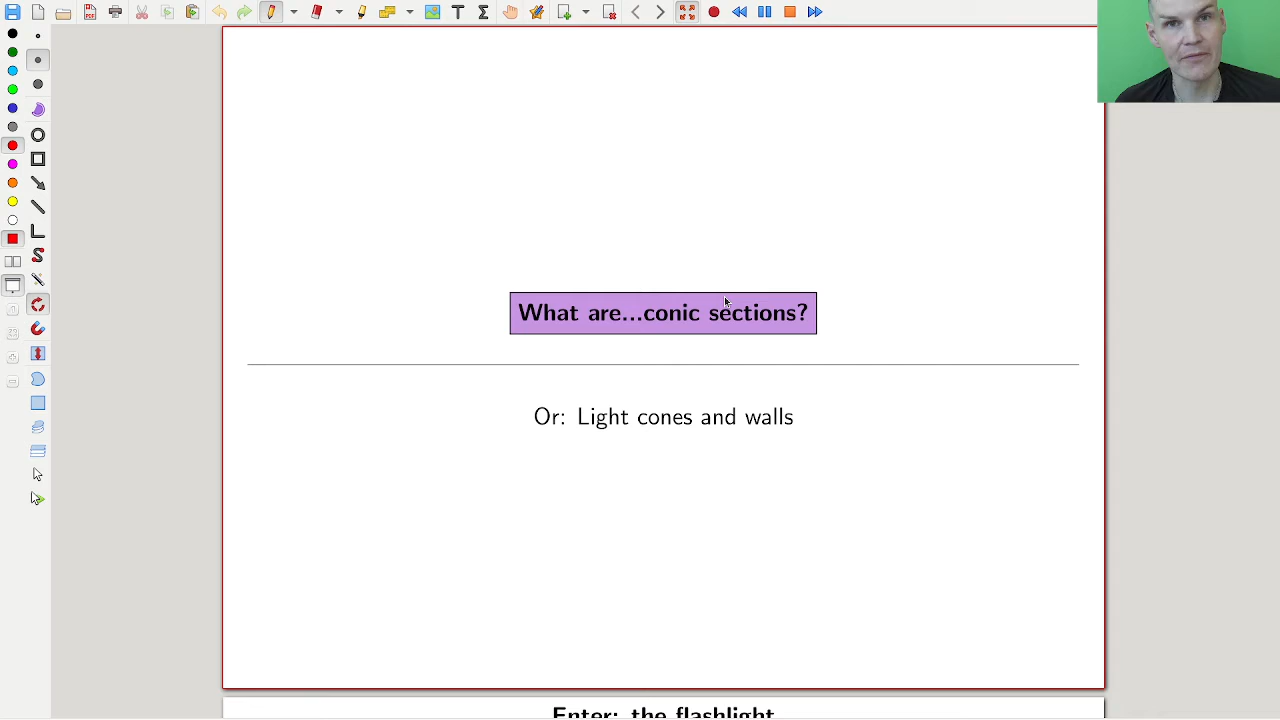 What are...conic sections?
Or: Light cones and walls
Enter: the flashlight